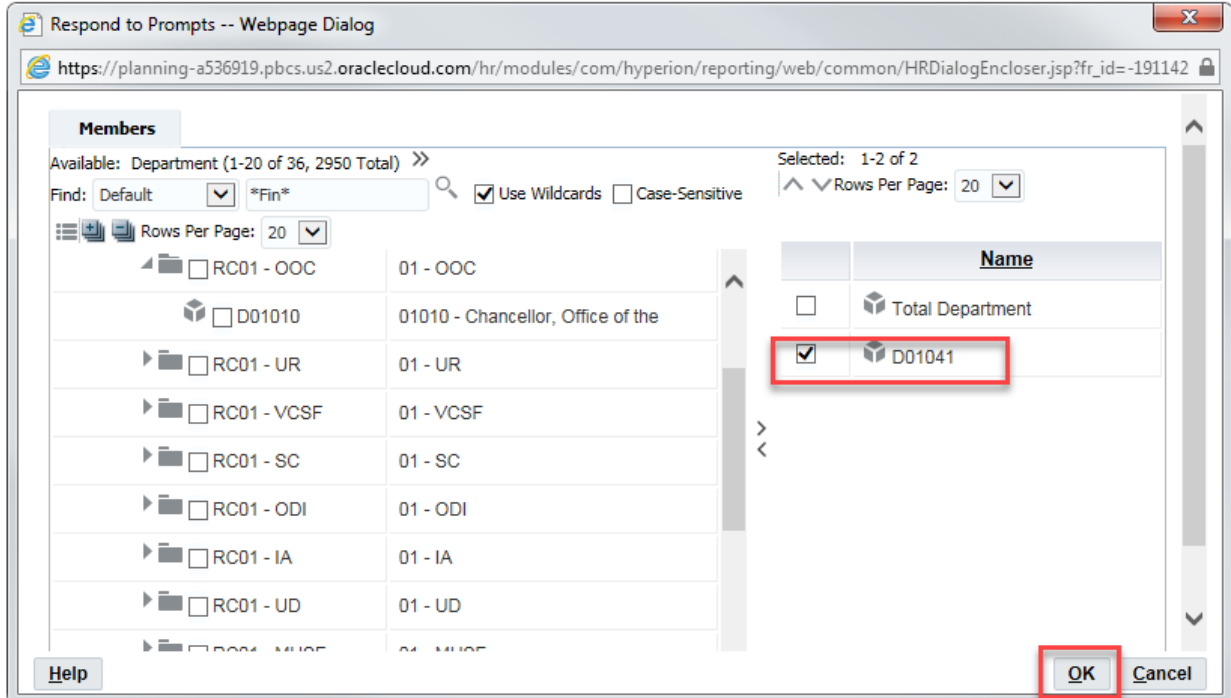 Respond to Prompts -- Webpage Dialog
https://planning-a536919.pbcs.us2.oraclecloud.com/hr/modules/com/hyperion/reporting/web/common/HRDialogEncloser.jsp?fr_id=-191142
Members
Available: Department (1-20 of 36, 2950 Total) »
Selected: 1-2 of 2
Find: Default *Fin* Use Wildcards Case-Sensitive
Rows Per Page: 20
Rows Per Page: 20
Name
RC01 - OOC 01 - OOC
Total Department
D01010 01010 - Chancellor, Office of the
D01041
RC01 - UR 01 - UR
RC01 - VCSF 01 - VCSF
RC01 - SC 01 - SC
RC01 - ODI 01 - ODI
RC01 - IA 01 - IA
RC01 - UD 01 - UD
Help
OK Cancel